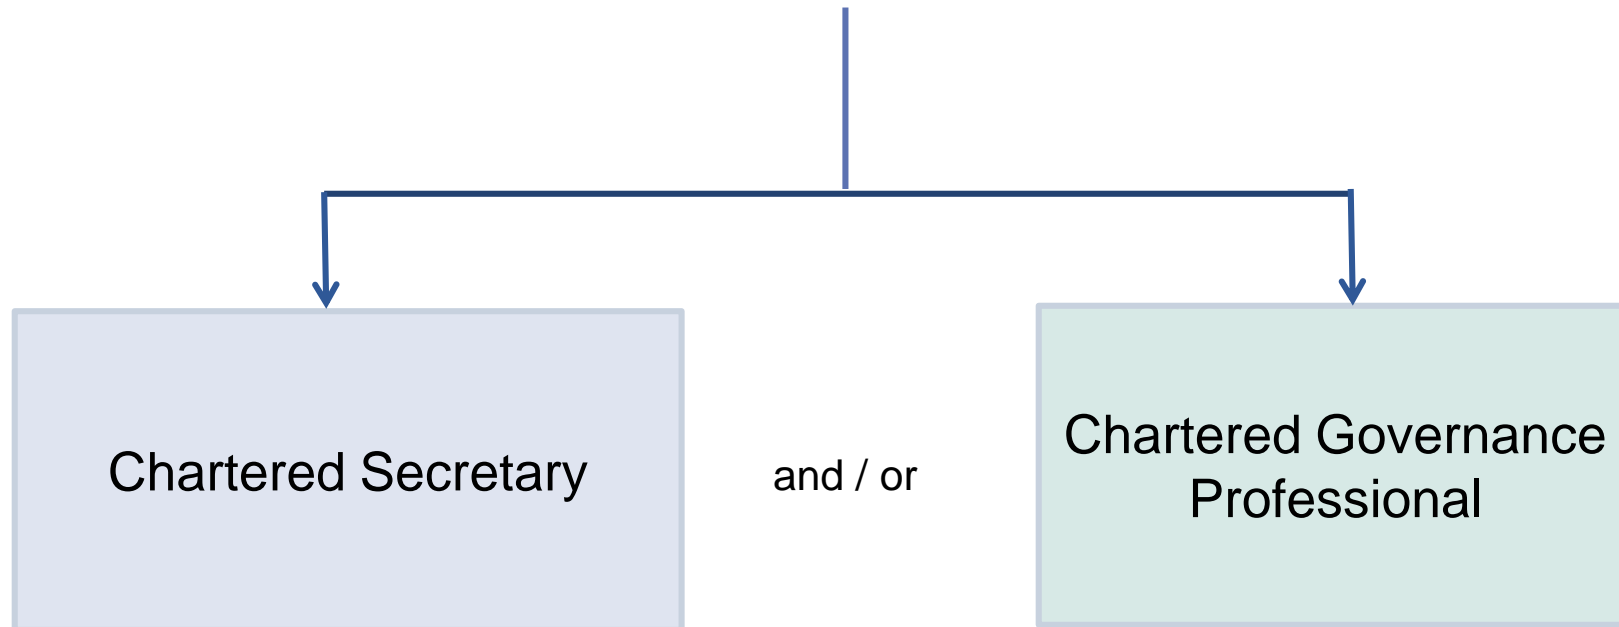 Chartered Secretary
and / or
Chartered Governance
Professional